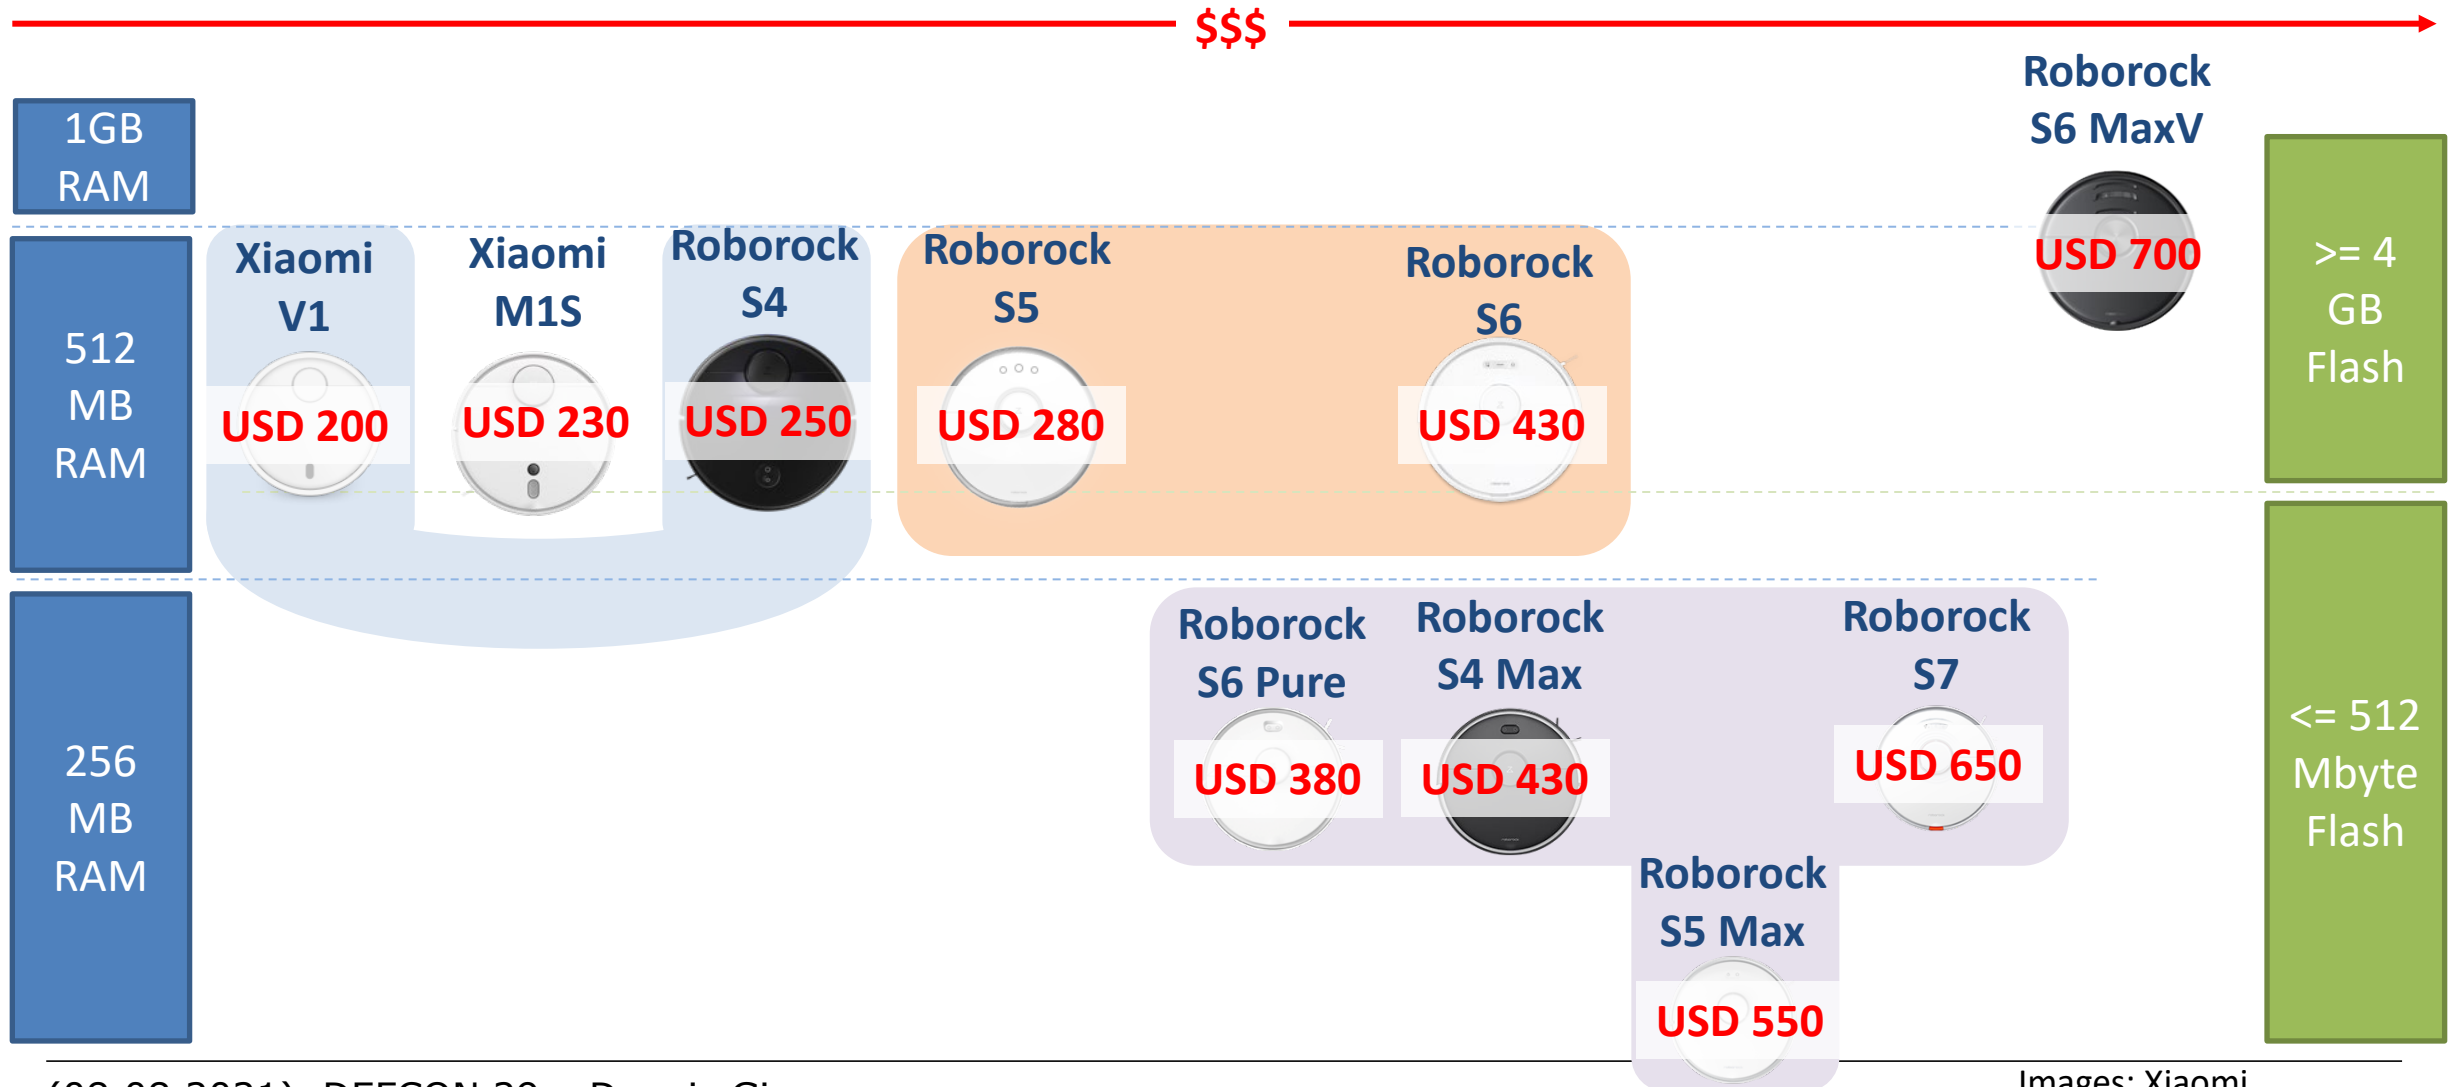 $$$
1GB
RAM
512
MB
RAM
256
MB
RAM
Xiaomi
V1
USD 200
Xiaomi
M1S
USD 230
Roborock
S4
USD 250
Roborock
S5
USD 280
Roborock
S6
USD 430
Roborock
S6 MaxV
USD 700
Roborock
S6 Pure
USD 380
Roborock
S4 Max
USD 430
Roborock
S7
USD 650
Roborock
S5 Max
USD 550
>= 4
GB
Flash
<= 512
Mbyte
Flash
DEFCON
Images: Xiaomi